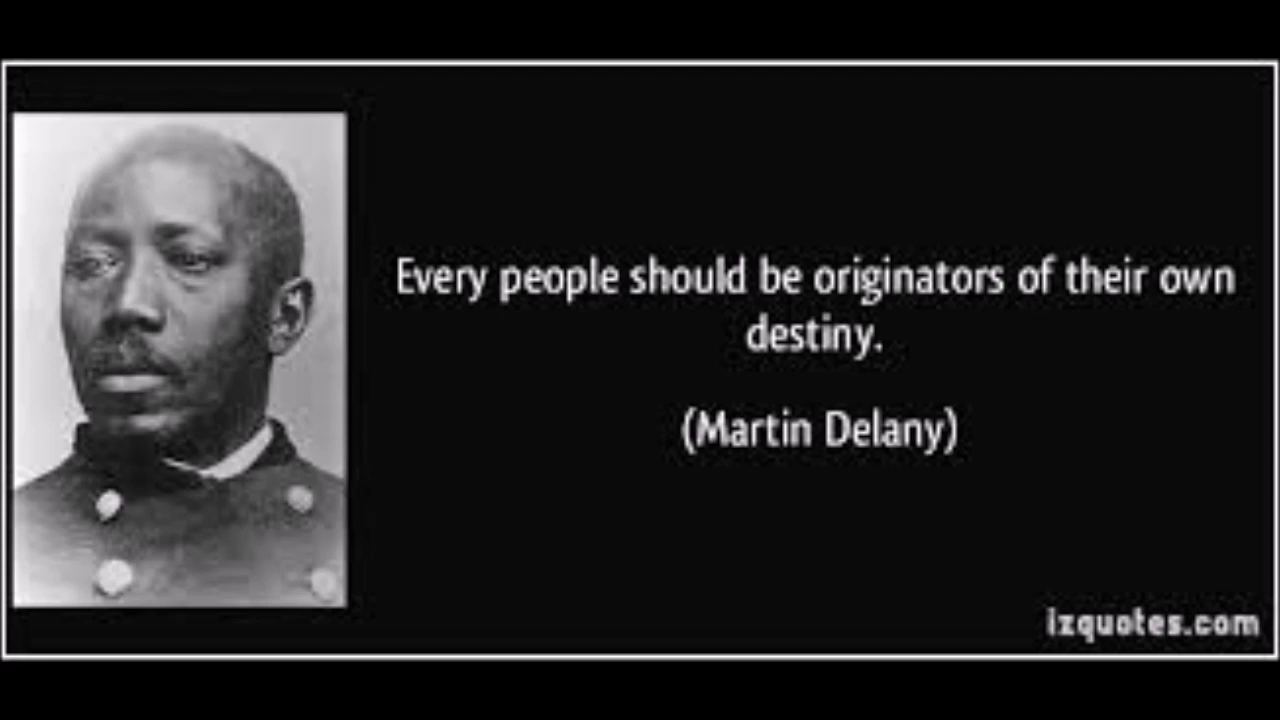 Every people should be originators of their own
destiny.
(Martin Delany)
izquotes.com